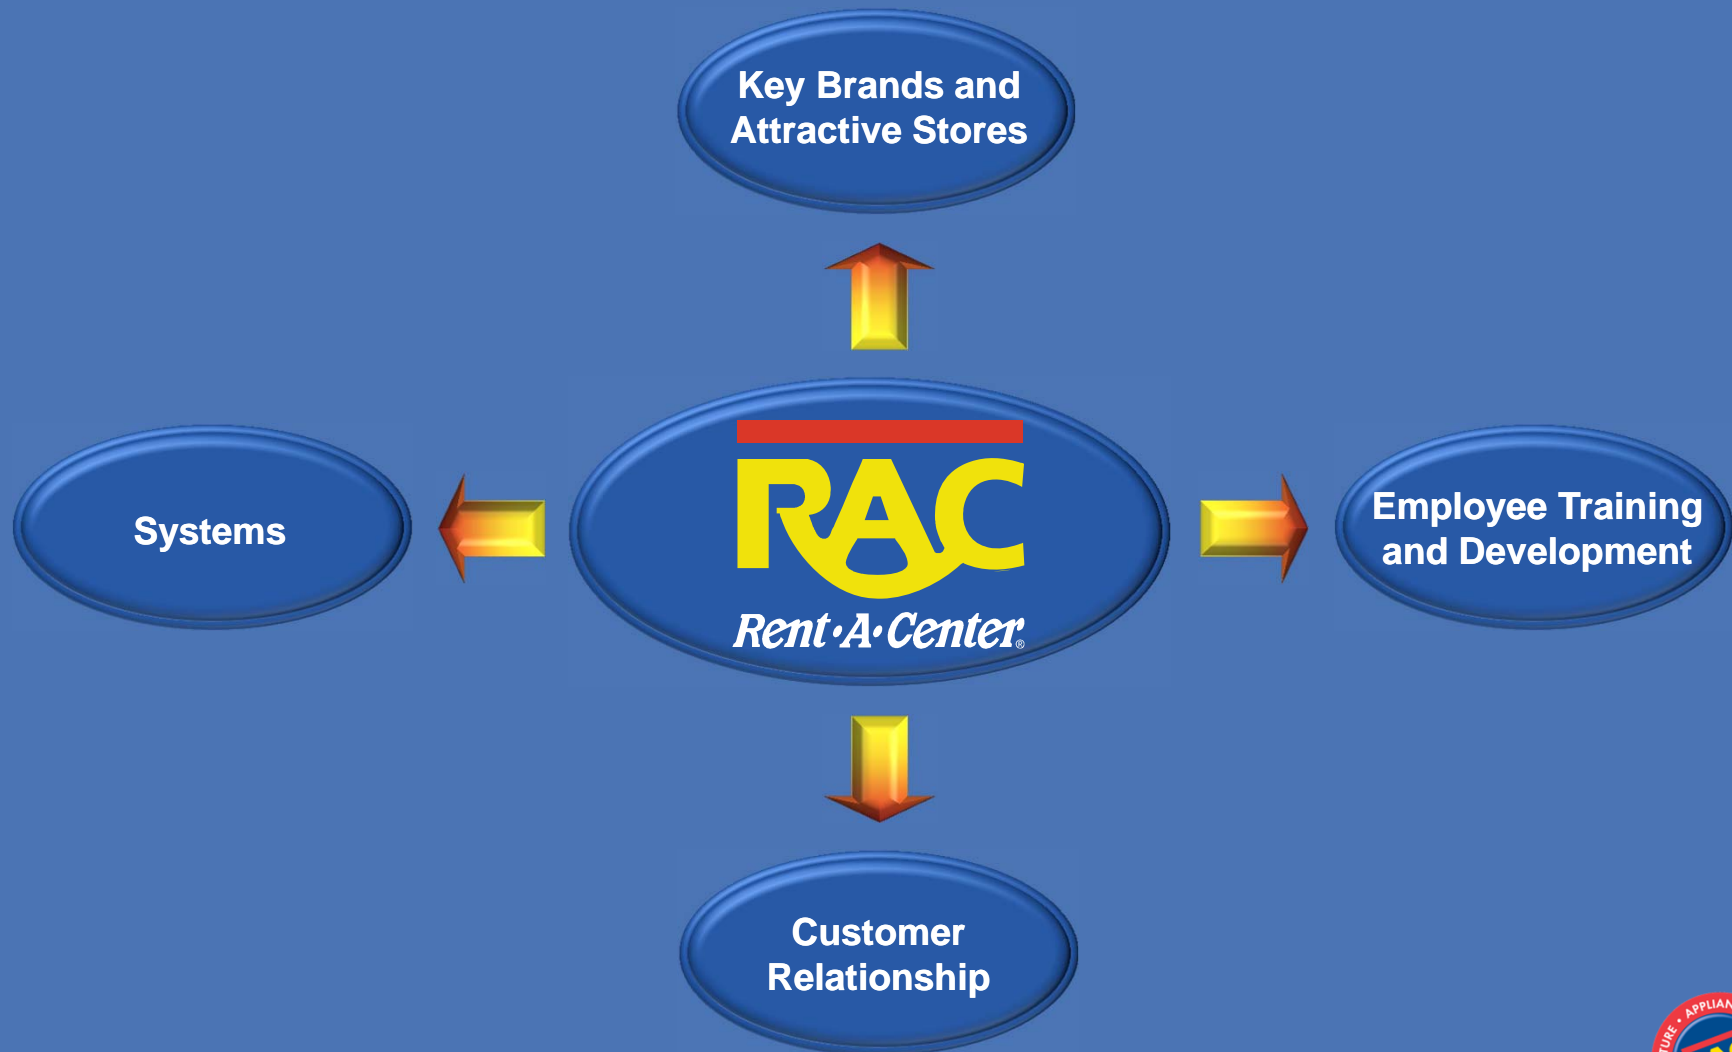 Key Brands and
Attractive Stores
Systems
RAC
Rent•A•Center®
Employee Training
and Development
Customer
Relationship